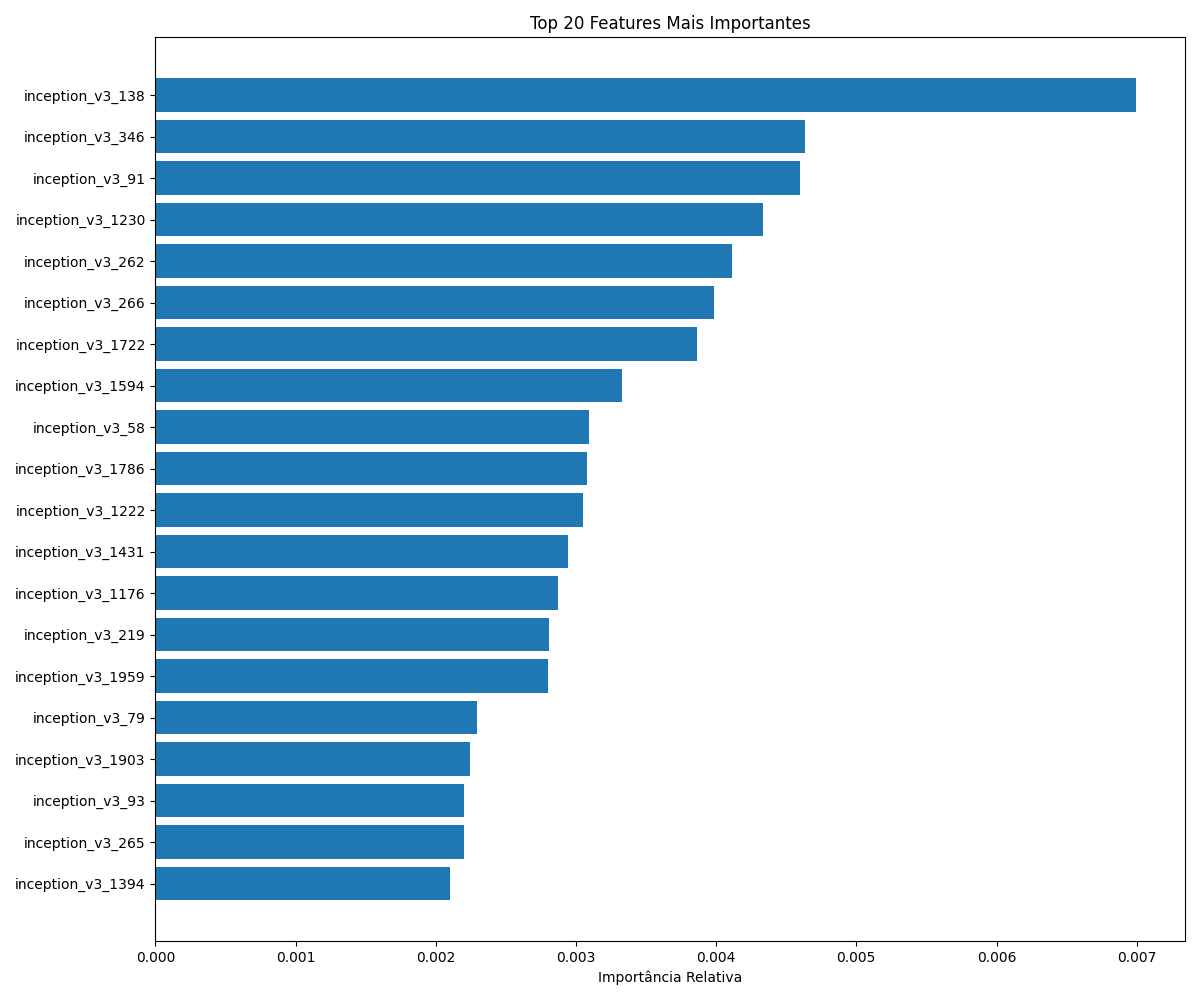 Top 20 Features Mais Importantes
inception_v3_138
inception_v3_346
inception_v3_91
inception_v3_1230
inception_v3_262
inception_v3_266
inception_v3_1722
inception_v3_1594
inception_v3_58
inception_v3_1786
inception_v3_1222
inception_v3_1431
inception_v3_1176
inception_v3_219
inception_v3_1959
inception_v3_79
inception_v3_1903
inception_v3_93
inception_v3_265
inception_v3_1394
0.000 0.001 0.002 0.003 0.004 0.005 0.006 0.007
Importância Relativa